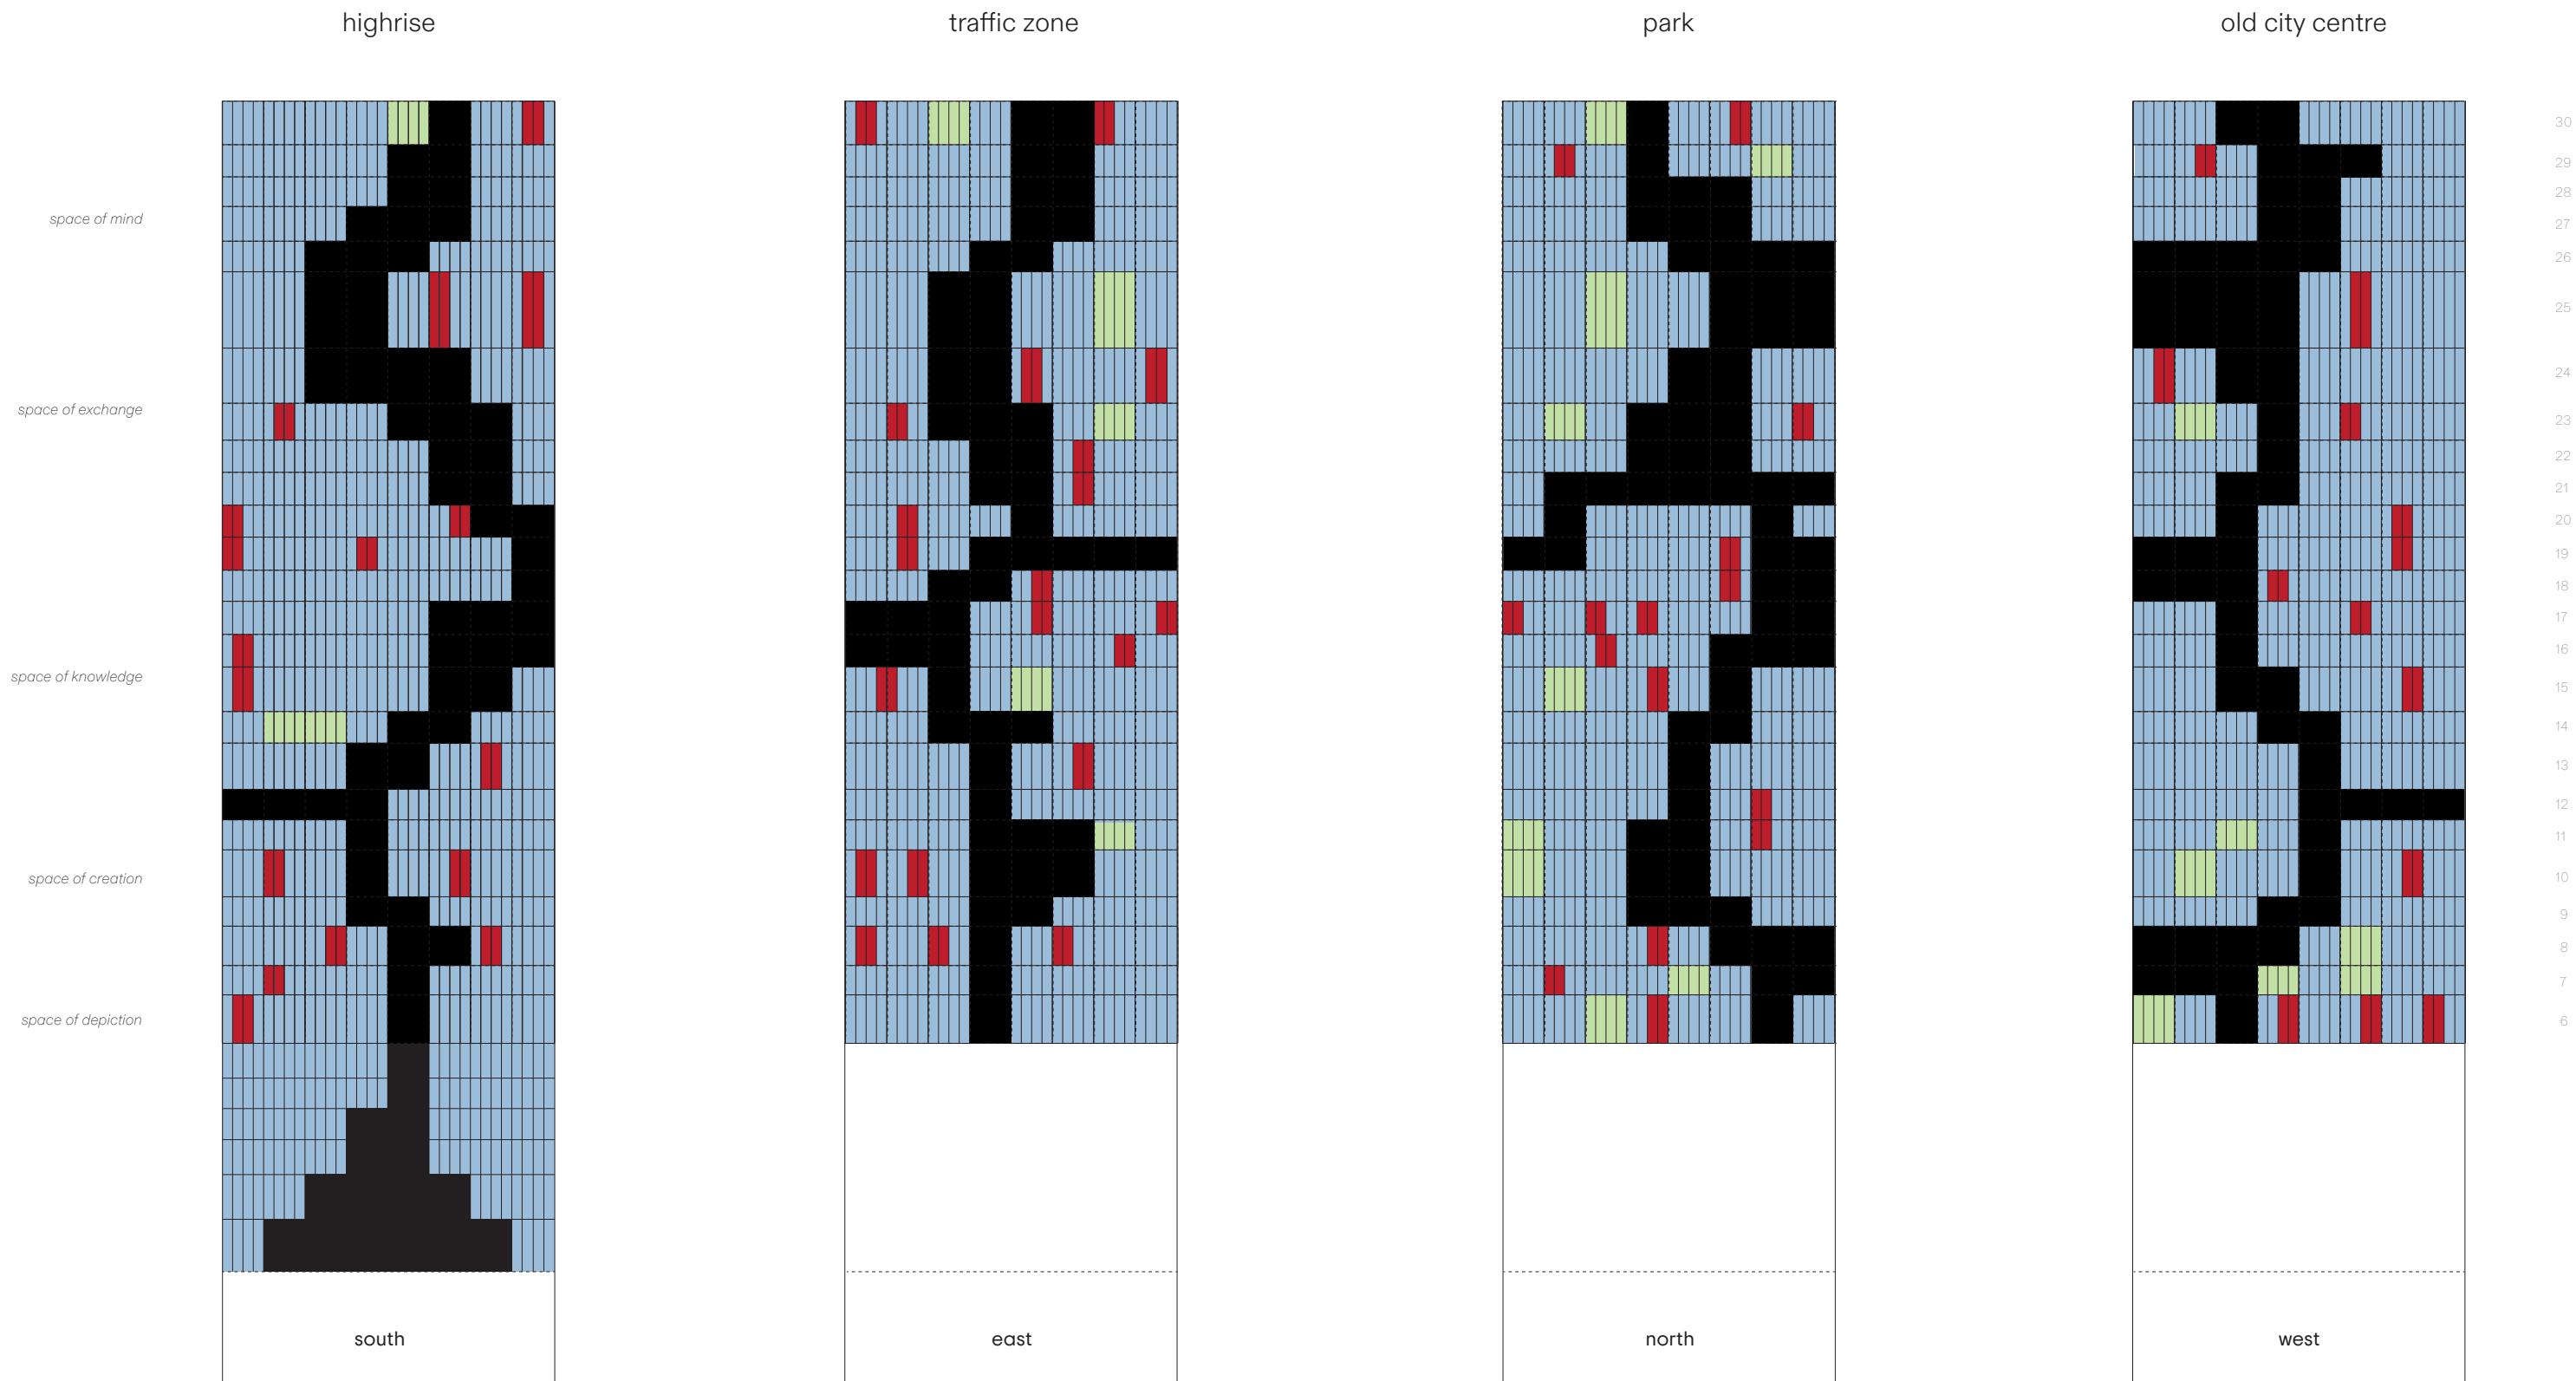 highrise
traffic zone
park
old city centre
30
29
28
space of mind
27
26
25
24
space of exchange
23
22
21
20
19
18
17
16
space of knowledge
15
14
13
12
11
space of creation
10
9
8
7
space of depiction
6
south
east
north
west